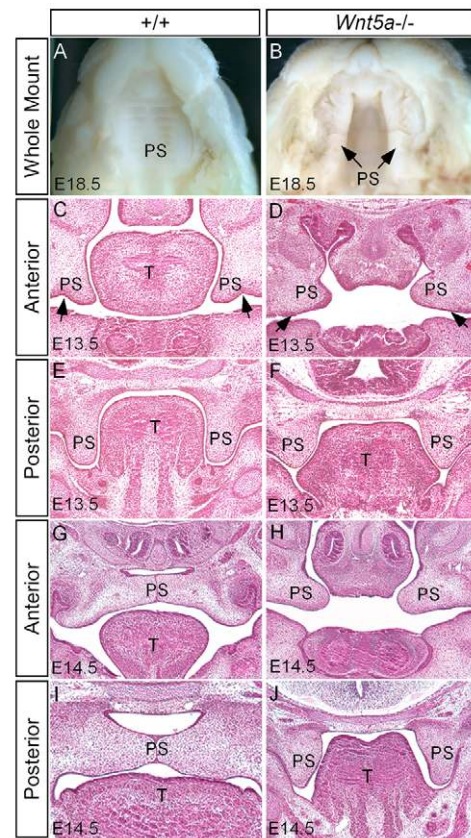 +/+ Wnt5a-/-
Whole Mount
A B
PS PS
E18.5 E18.5
Anterior
C D
PS T PS PS PS
E13.5 E13.5
Posterior
E F
PS T PS PS T PS
E13.5 E13.5
Anterior
G H
PS PS PS
T
E14.5 E14.5
Posterior
I J
PS PS PS
T T
E14.5 E14.5